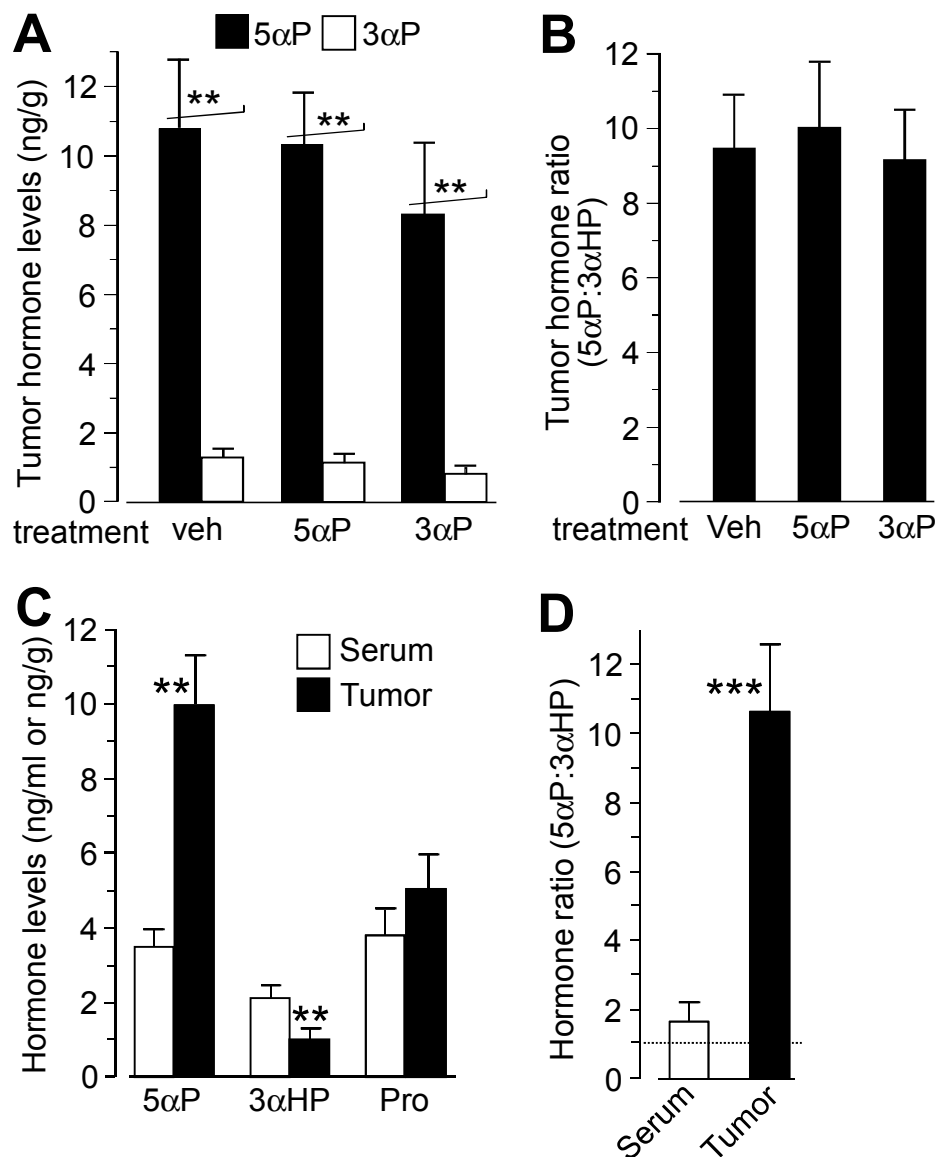 A
5αP 3αP
Tumor hormone levels (ng/g)
12
10
8
6
4
2
0
**
**
**
treatment veh 5αP 3αP
B
Tumor hormone ratio
(5αP:3αHP)
12
10
8
6
4
2
0
treatment Veh 5αP 3αP
C
Hormone levels (ng/ml or ng/g)
12
10
8
6
4
2
0
Serum
Tumor
**
**
5αP 3αHP Pro
D
Hormone ratio (5αP:3αHP)
12
10
8
6
4
2
0
***
Serum Tumor